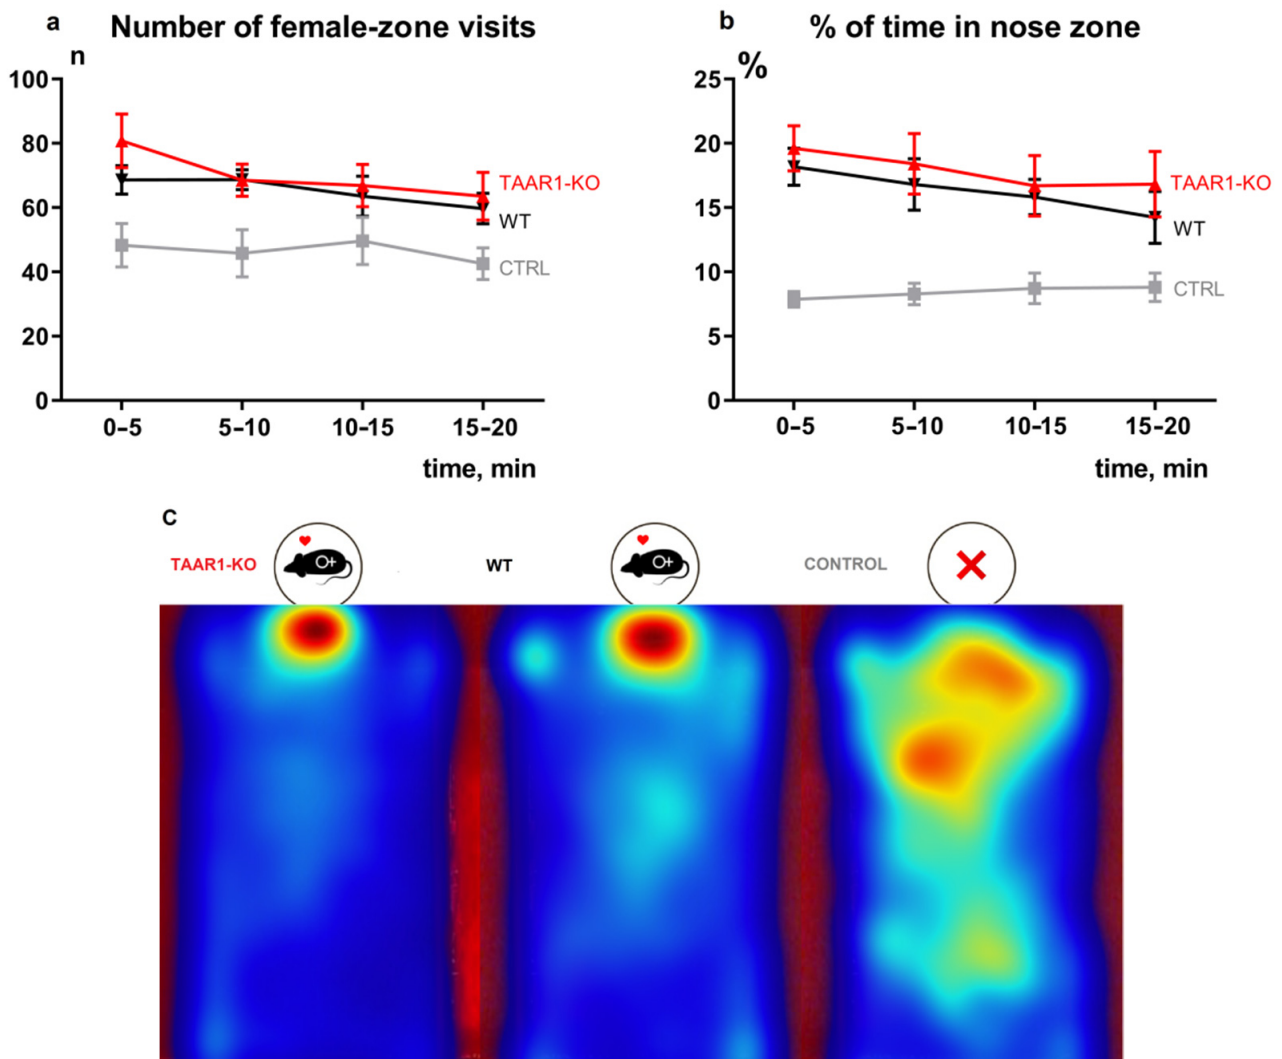 a Number of female-zone visits
n
100
80
60
40
20
0
0–5 5–10 10–15 15–20
time, min
TAAR1-KO
WT
CTRL
b % of time in nose zone
%
25
20
15
10
5
0
0–5 5–10 10–15 15–20
time, min
TAAR1-KO
WT
CTRL
c
TAAR1-KO WT CONTROL